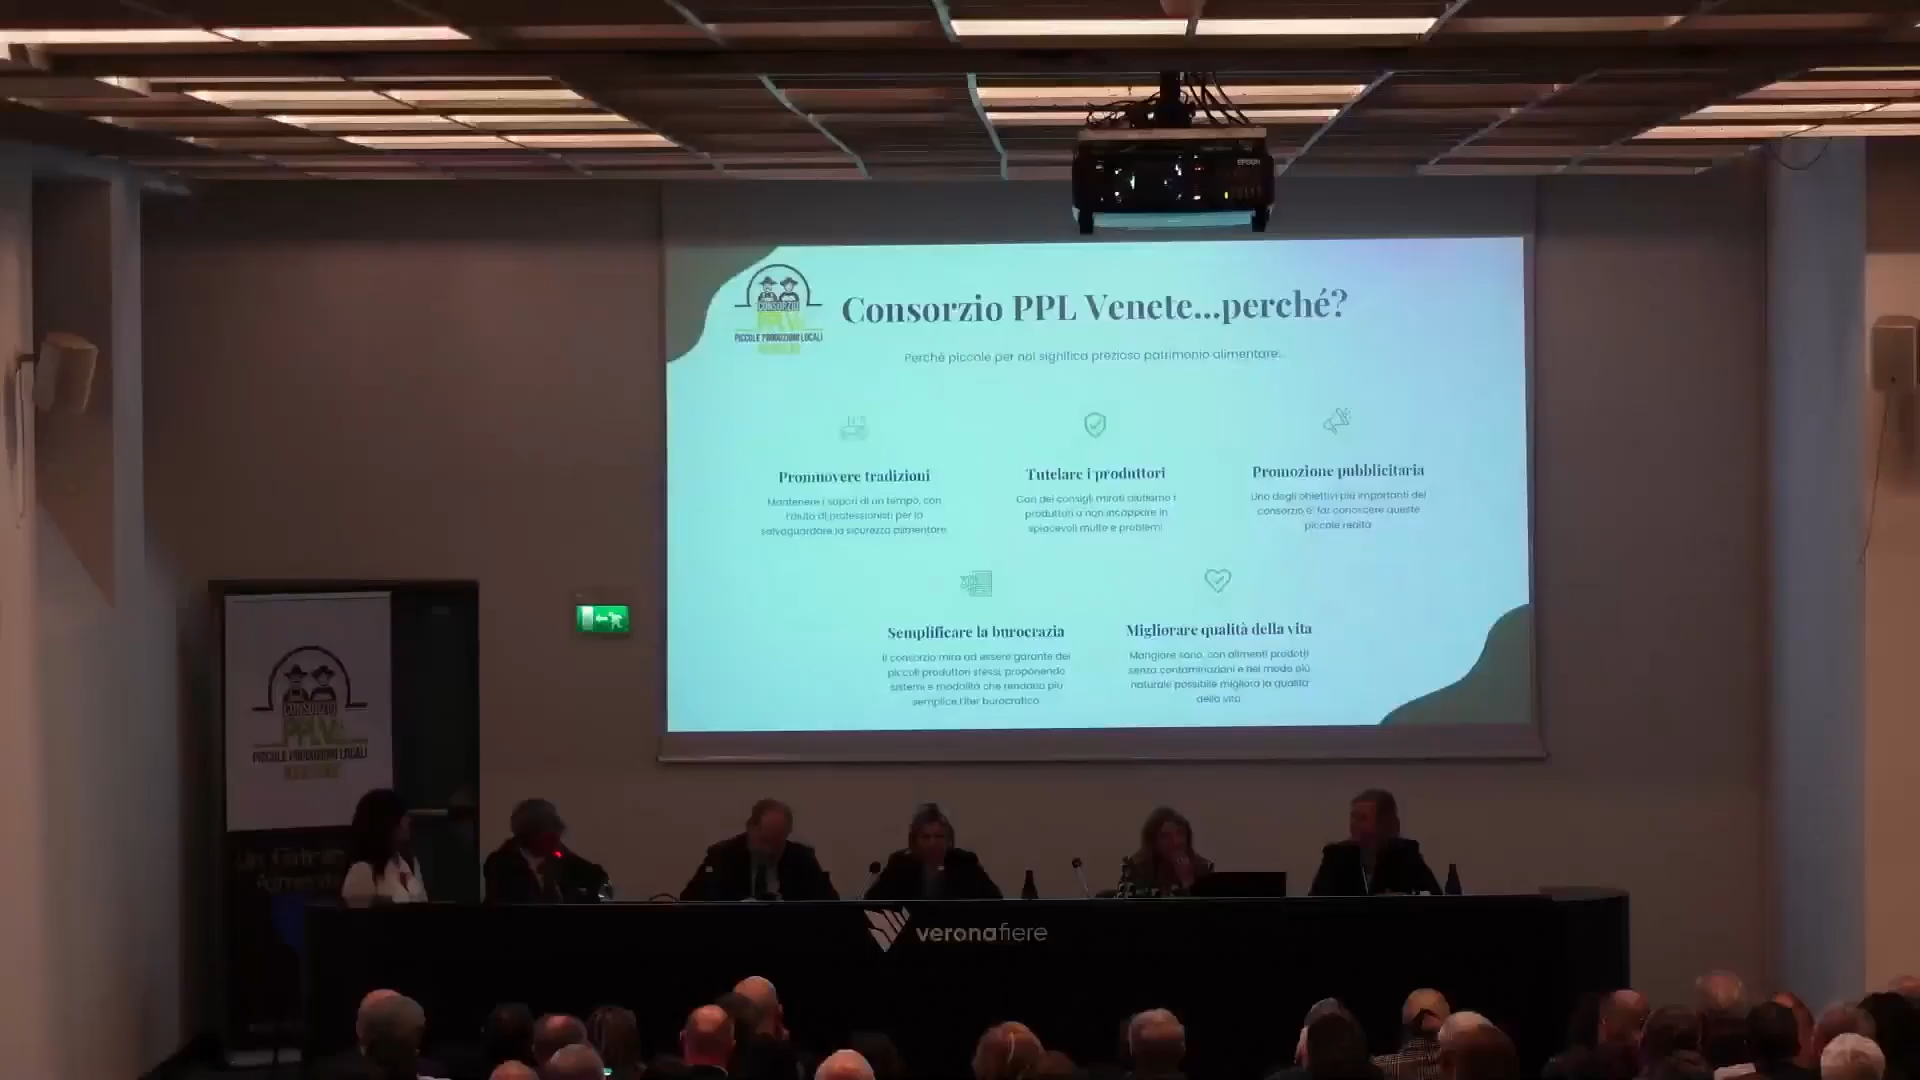 EPSON
CONSORZIO
PPL
PICCOLE PRODUZIONI LOCALI
Consorzio PPL Venete...perché?
Perché piccole per noi significa prezioso patrimonio alimentare...
Promuovere tradizioni
Mantenere i sapori di un tempo, con
l'aiuto di professionisti per la
salvaguardare la sicurezza alimentare
Tutelare i produttori
Con dei consigli mirati aiutiamo i
produttori a non incappare in
spiacevoli multe e problemi
Promozione pubblicitaria
Uno degli obiettivi più importanti del
consorzio è far conoscere queste
piccole realtà
Semplificare la burocrazia
Il consorzio mira ad essere garante dei
piccoli produttori stessi, proponendo
sistemi e modalità che rendano più
semplice l'iter burocratico
Migliorare qualità della vita
Mangiare sano, con alimenti prodotti
senza contaminazioni e nel modo più
naturale possibile migliora la qualità
della vita
CONSORZIO
PPL
PICCOLE PRODUZIONI LOCALI
veronafiere